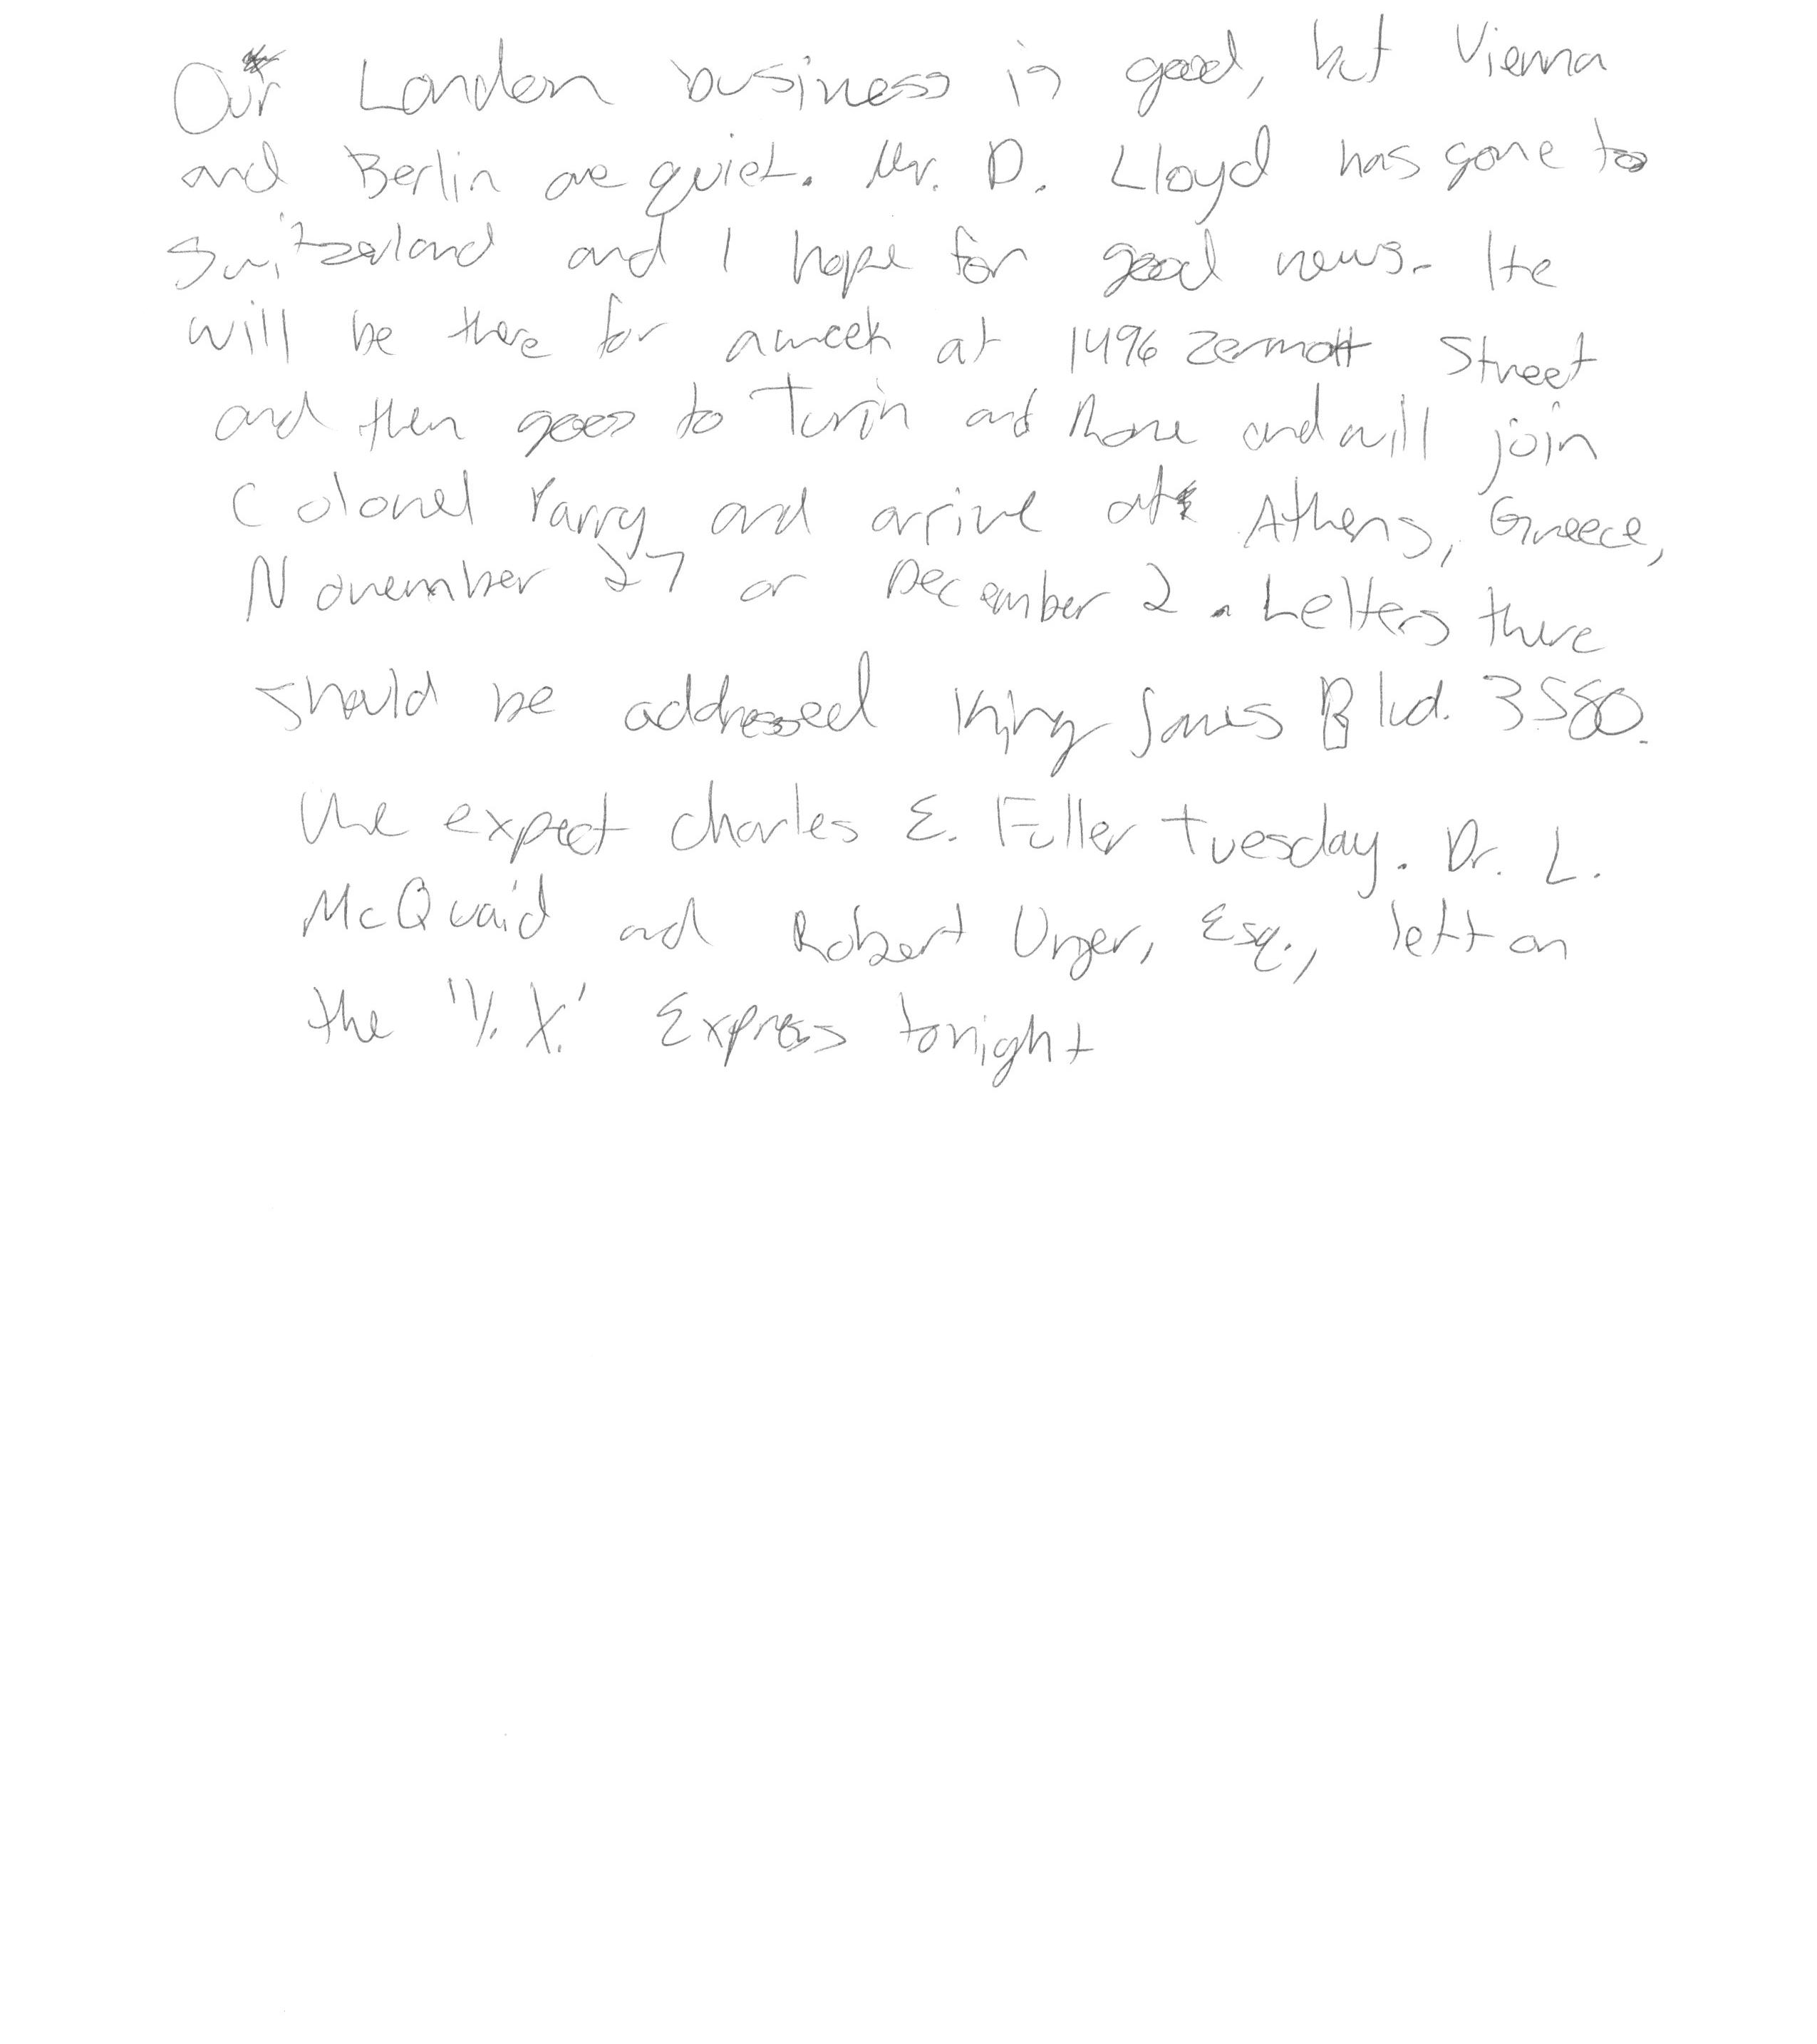 Our London business is good, but Vienna
and Berlin are quiet. Mr. D. Lloyd has gone to
Switzerland and I hope for good news. He
will be there for a week at 1496 Zermott Street
and then goes to Turin and Rome and will join
Colonel Parry and arrive at Athens, Greece,
November 27 or December 2. Letters there
should be addressed King James Blvd. 3580.
We expect Charles E. Fuller Tuesday. Dr. L.
McQuaid and Robert Unger, Esq., left on
the "Y. X." Express tonight